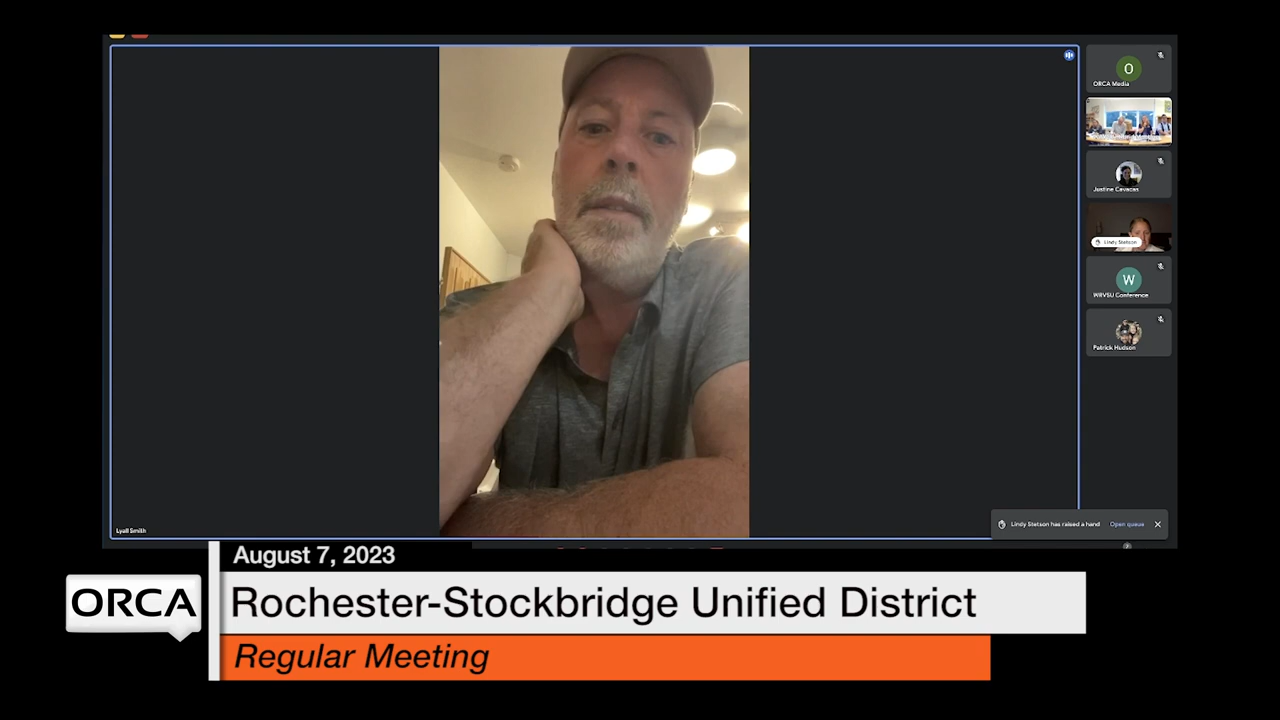 O
ORCA Media
Justine Cavacas
Lindy Stetson
W
WRVSU Conference
Patrick Hudson
Lyall Smith
Lindy Stetson has raised a hand Open queue
August 7, 2023
ORCA
Rochester-Stockbridge Unified District
Regular Meeting